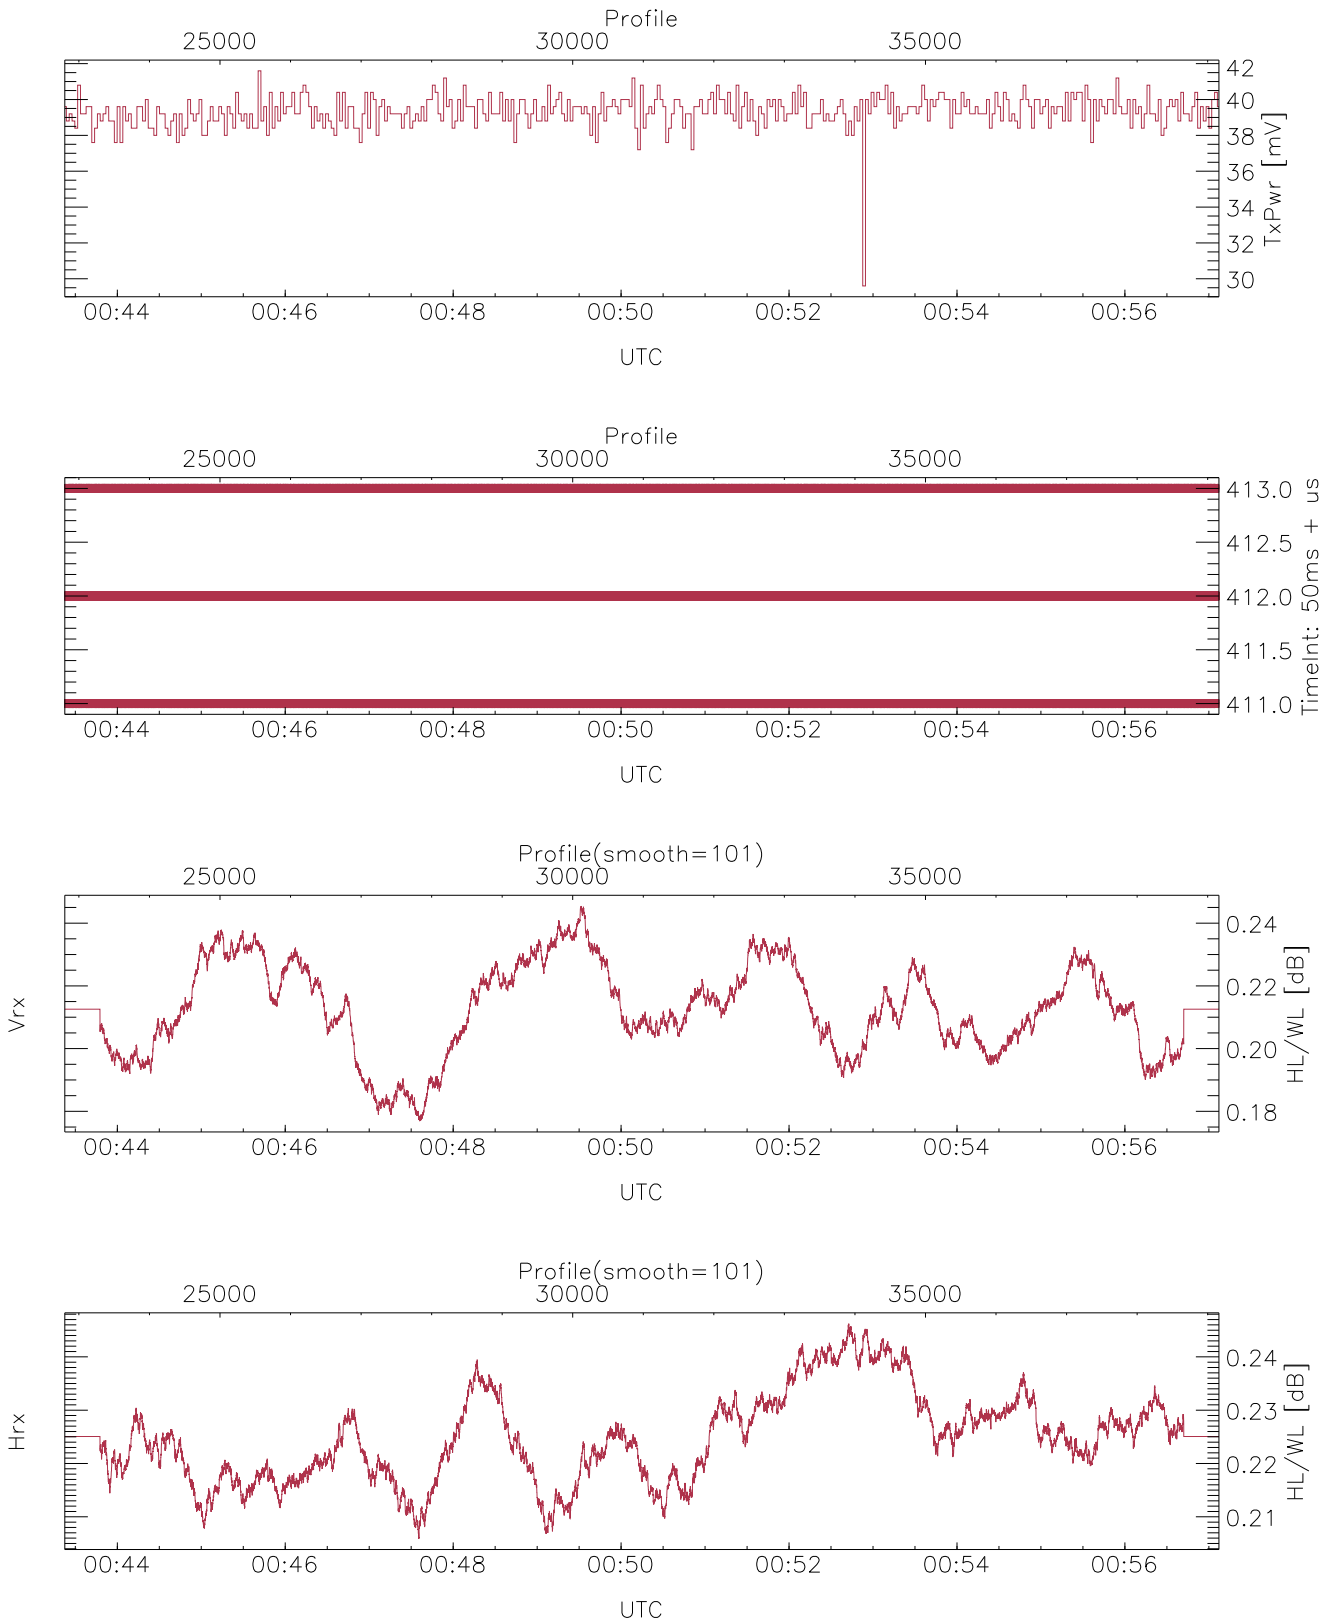 Profile
25000 30000 35000
42
40
38
36
34
32
30
TxPwr [mV]
00:44 00:46 00:48 00:50 00:52 00:54 00:56
UTC
Profile
25000 30000 35000
413.0
412.5
412.0
411.5
411.0
TimeInt: 50ms + us
00:44 00:46 00:48 00:50 00:52 00:54 00:56
UTC
Profile(smooth=101)
25000 30000 35000
Vrx
0.24
0.22
0.20
0.18
HL/WL [dB]
00:44 00:46 00:48 00:50 00:52 00:54 00:56
UTC
Profile(smooth=101)
25000 30000 35000
Hrx
0.24
0.23
0.22
0.21
HL/WL [dB]
00:44 00:46 00:48 00:50 00:52 00:54 00:56
UTC